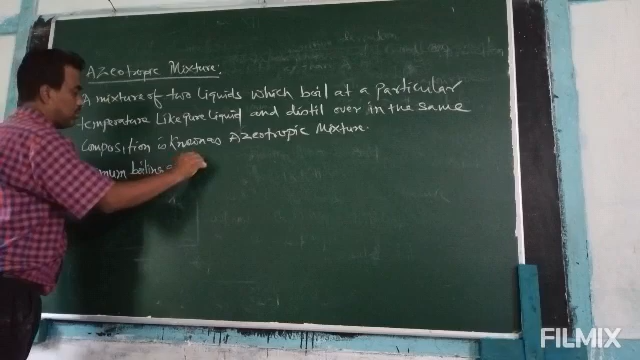 Azeotropic Mixture:
A mixture of two Liquids which boil at a particular
temperature Like pure Liquid and distil over in the same
Composition is known as Azeotropic Mixture.
mum boiling
FILMIX